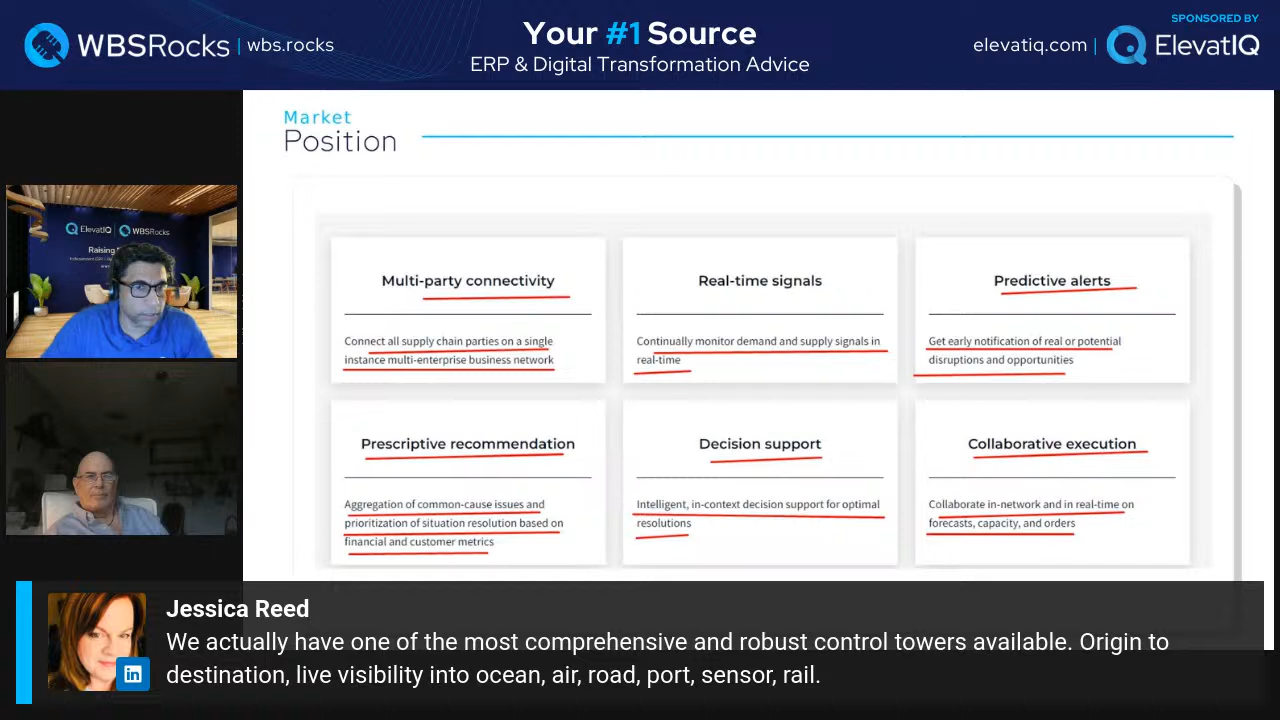 WBSRocks | wbs.rocks
Your #1 Source
ERP & Digital Transformation Advice
SPONSORED BY
elevatiq.com | ElevatIQ
Market
Position
ElevatIQ | WBSRocks
Raising
Multi-party connectivity
Connect all supply chain parties on a single
instance multi-enterprise business network
Real-time signals
Continually monitor demand and supply signals in
real-time
Predictive alerts
Get early notification of real or potential
disruptions and opportunities
Prescriptive recommendation
Aggregation of common-cause issues and
prioritization of situation resolution based on
financial and customer metrics
Decision support
Intelligent, in-context decision support for optimal
resolutions
Collaborative execution
Collaborate in-network and in real-time on
forecasts, capacity, and orders
Jessica Reed
We actually have one of the most comprehensive and robust control towers available. Origin to
destination, live visibility into ocean, air, road, port, sensor, rail.
in